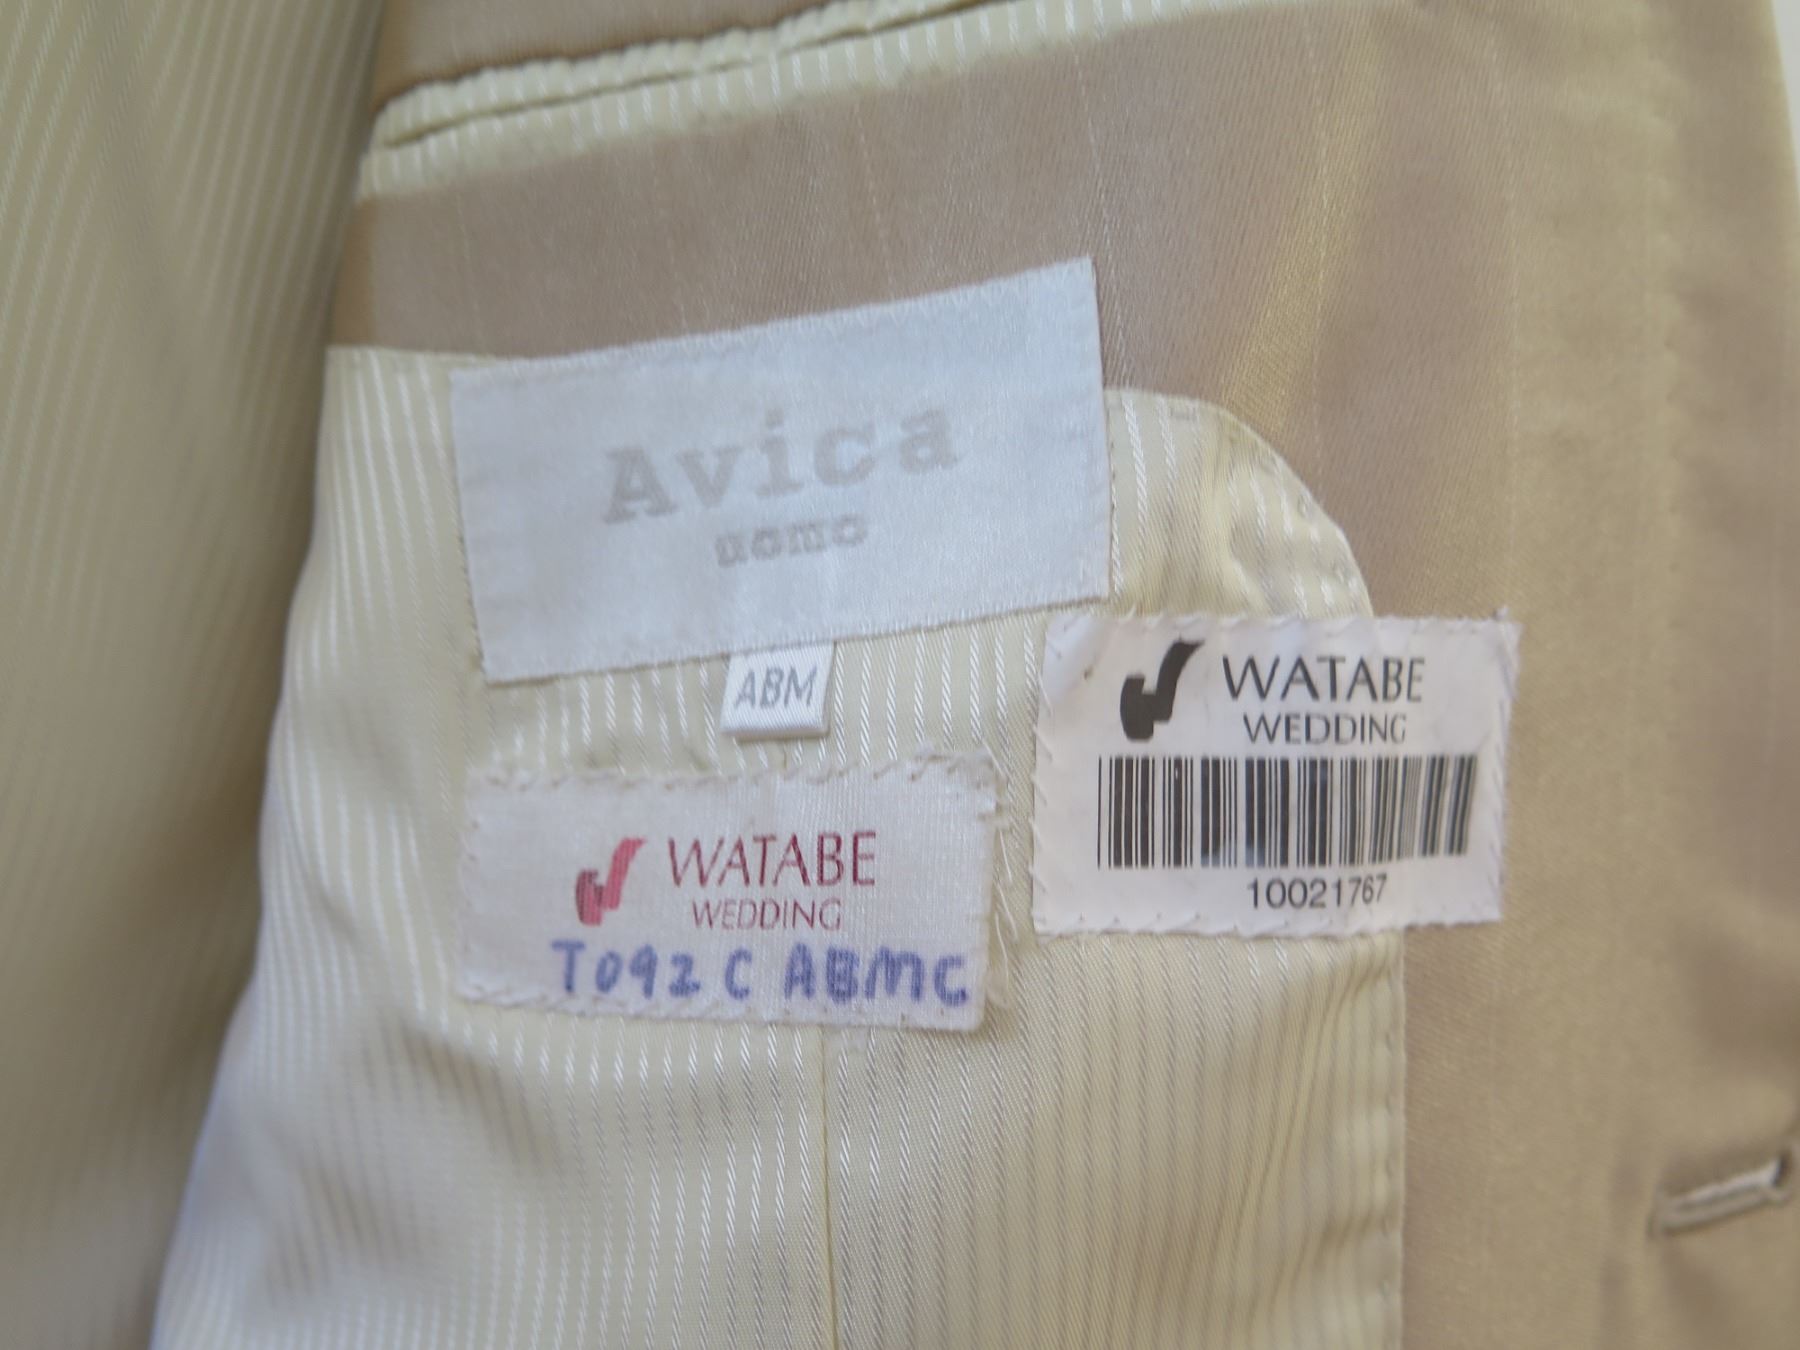 Avica
uomo
ABM
WATABE
WEDDING
10021767
WATABE
WEDDING
T092C ABMC